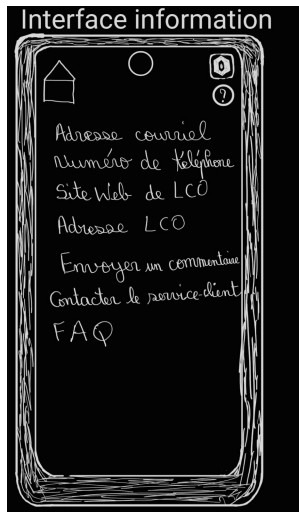 Interface information
0
?
Adresse courriel
Numéro de téléphone
Site Web de LCO
Adresse LCO
Envoyer un commentaire
Contacter le service-client
FAQ